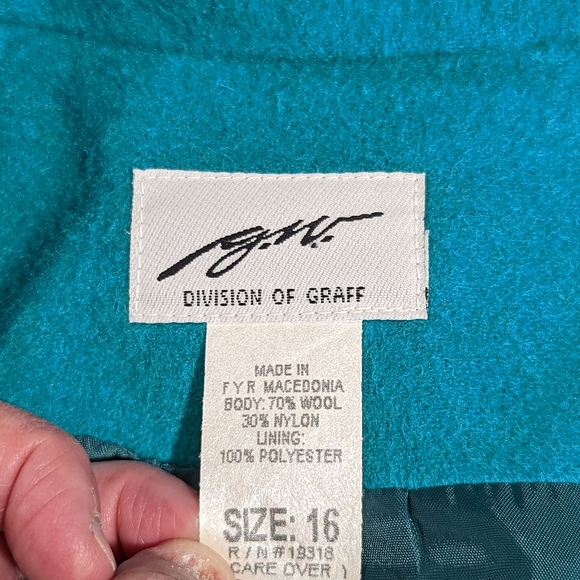 g.w.
DIVISION OF GRAFF
MADE IN
F Y R MACEDONIA
BODY: 70% WOOL
30% NYLON
LINING:
100% POLYESTER
SIZE: 16
R / N # 19318
CARE OVER )